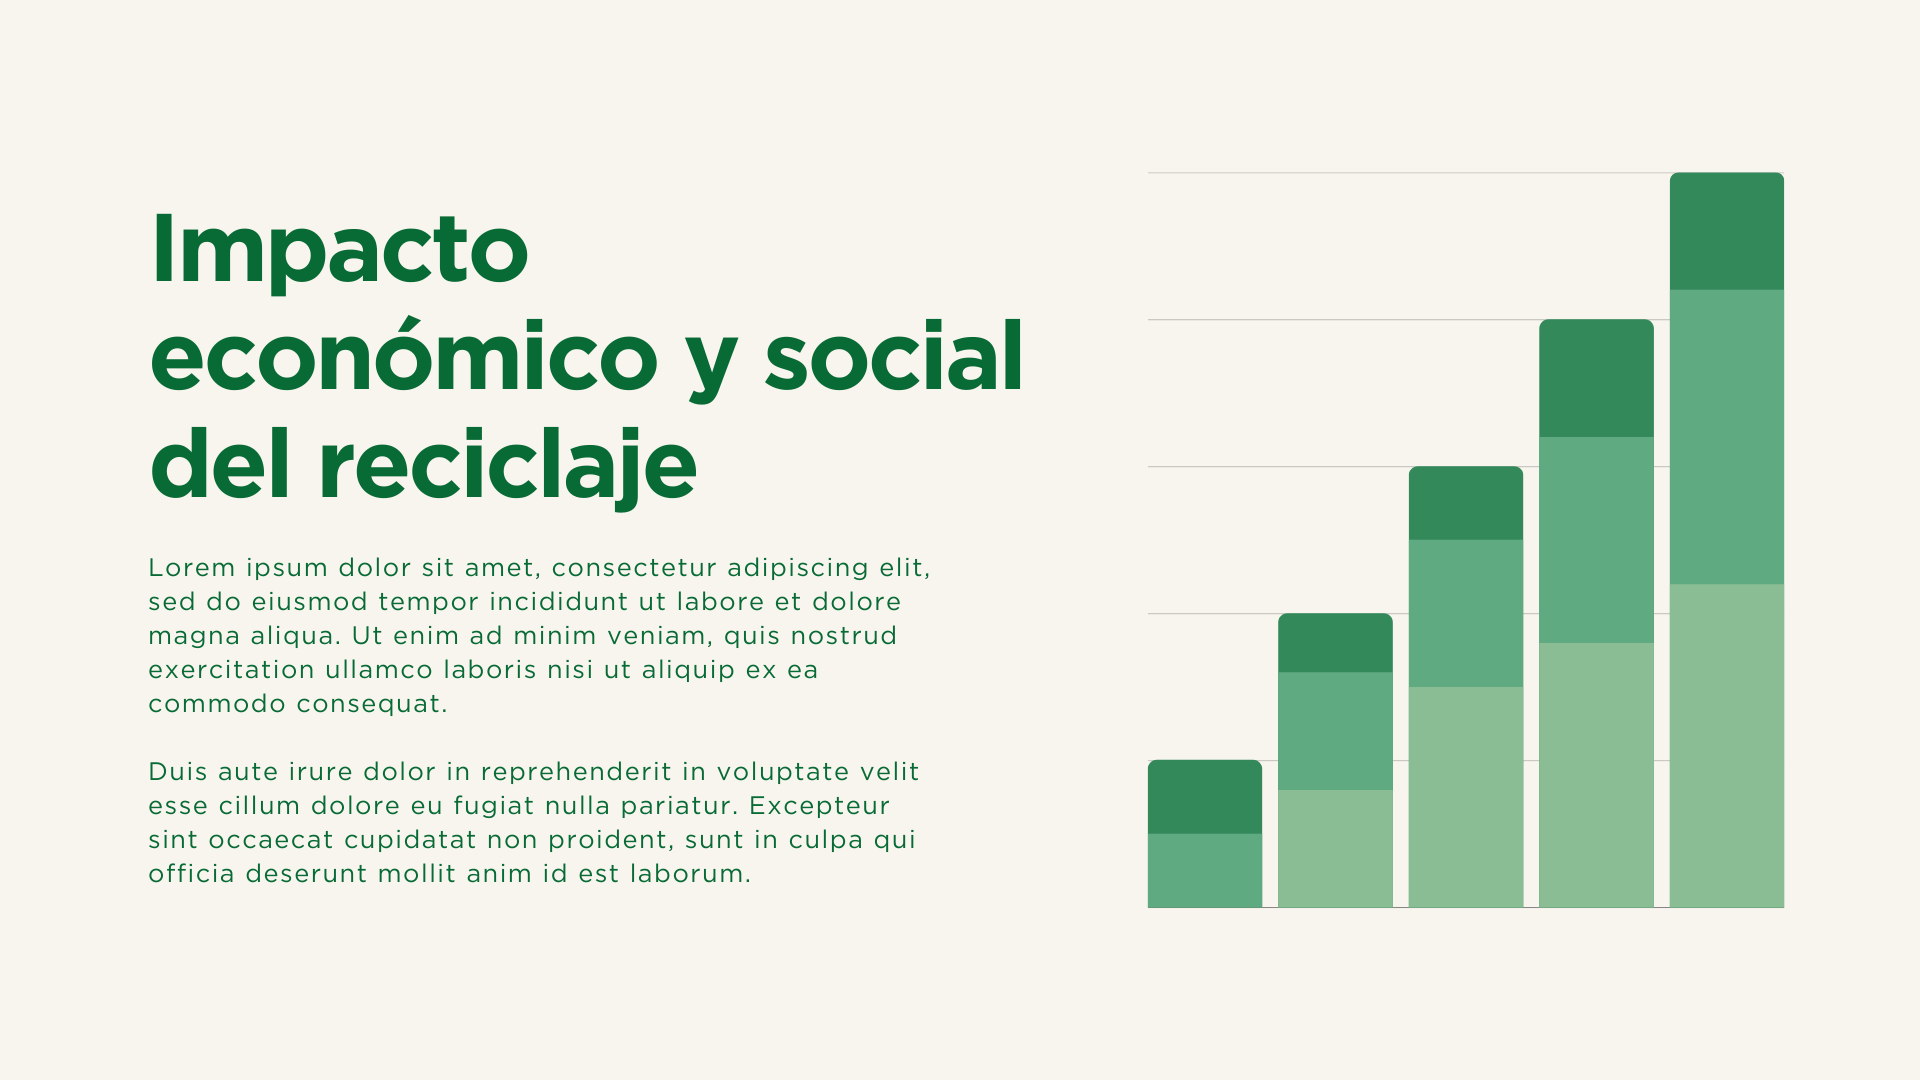 Impacto
económico y social
del reciclaje
Lorem ipsum dolor sit amet, consectetur adipiscing elit,
sed do eiusmod tempor incididunt ut labore et dolore
magna aliqua. Ut enim ad minim veniam, quis nostrud
exercitation ullamco laboris nisi ut aliquip ex ea
commodo consequat.
Duis aute irure dolor in reprehenderit in voluptate velit
esse cillum dolore eu fugiat nulla pariatur. Excepteur
sint occaecat cupidatat non proident, sunt in culpa qui
officia deserunt mollit anim id est laborum.